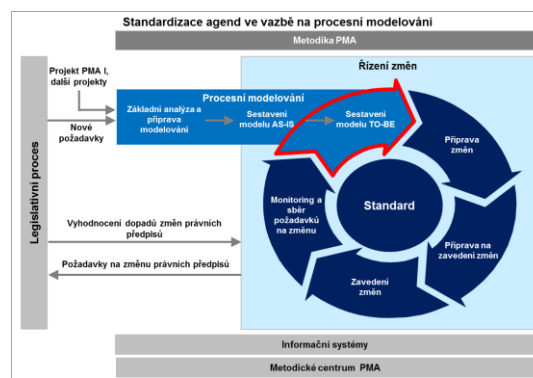 Standardizace agend ve vazbě na procesní modelování
Metodika PMA
Projekt PMA I,
další projekty
Nové
požadavky
Legislativní proces
Řízení změn
Procesní modelování
Základní analýza a
příprava
modelování
Sestavení
modelu AS-IS
Sestavení
modelu TO-BE
Příprava
změn
Příprava na
zavedení změn
Zavedení
změn
Monitoring a
sběr
požadavků
na změnu
Standard
Vyhodnocení dopadů změn právních
předpisů
Požadavky na změnu právních předpisů
Informační systémy
Metodické centrum PMA